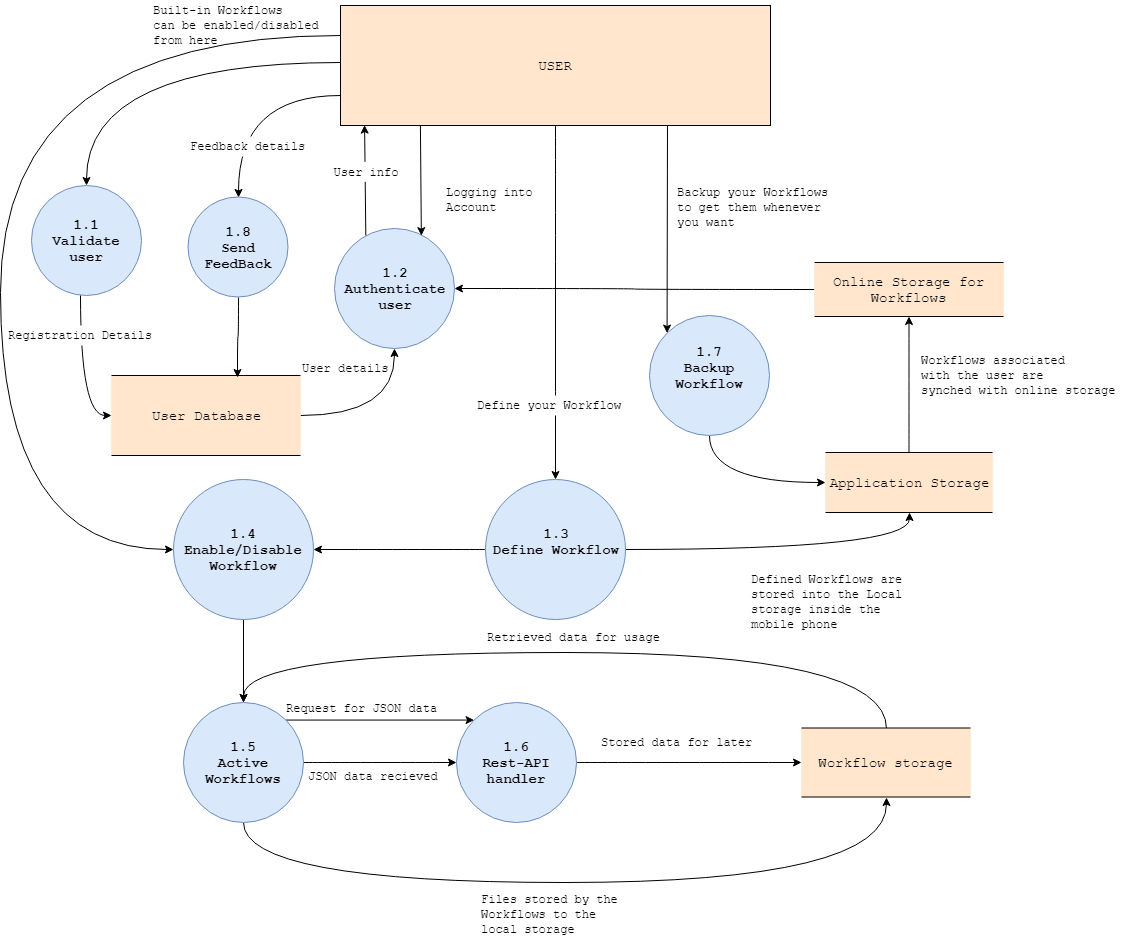 Built-in Workflows
can be enabled/disabled
from here
USER
Feedback details
User info
Logging into
Account
Backup your Workflows
to get them whenever
you want
1.1
Validate
user
1.8
Send
FeedBack
1.2
Authenticate
user
Online Storage for
Workflows
Registration Details
User details
1.7
Backup
Workflow
Workflows associated
with the user are
synched with online storage
User Database
Define your Workflow
Application Storage
1.4
Enable/Disable
Workflow
1.3
Define Workflow
Defined Workflows are
stored into the Local
storage inside the
mobile phone
Retrieved data for usage
Request for JSON data
1.5
Active
Workflows
JSON data recieved
1.6
Rest-API
handler
Stored data for later
Workflow storage
Files stored by the
Workflows to the
local storage